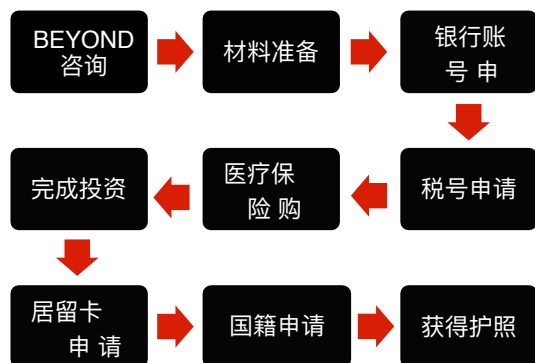 BEYOND
咨询
材料准备
银行账
号 申
税号申请
医疗保
险 购
完成投资
居留卡
申 请
国籍申请
获得护照